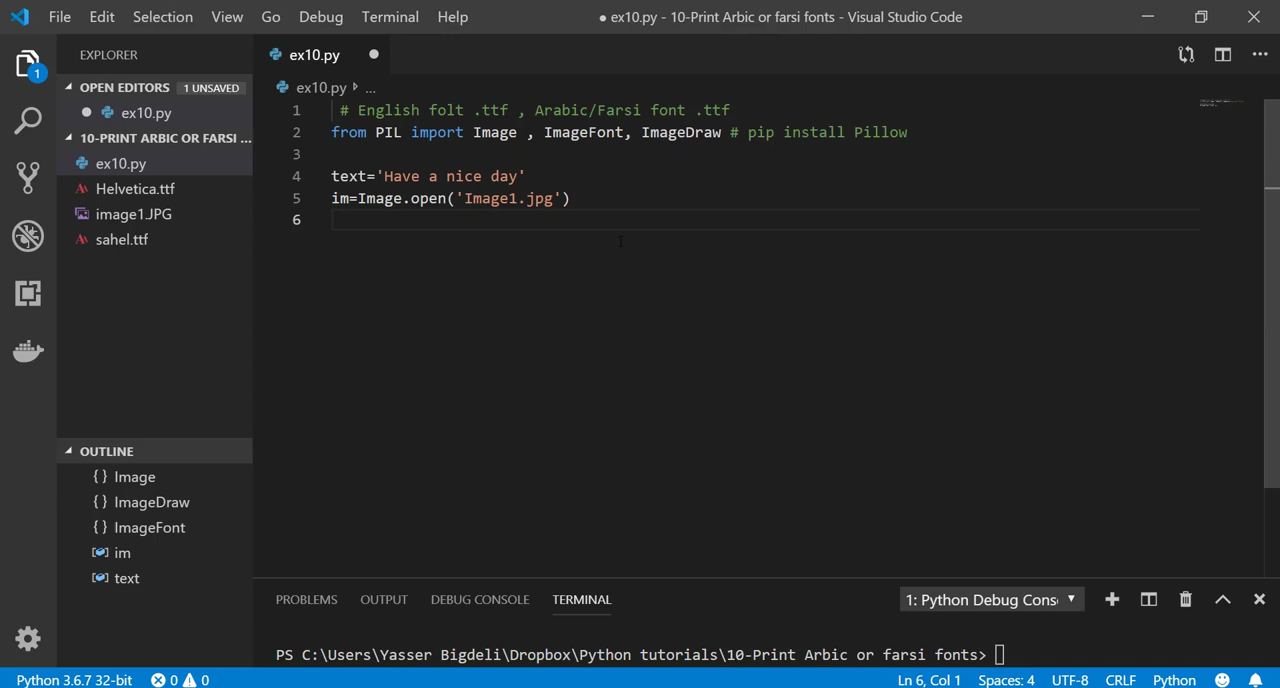 File Edit Selection View Go Debug Terminal Help ● ex10.py - 10-Print Arbic or farsi fonts - Visual Studio Code
EXPLORER
ex10.py
1
OPEN EDITORS 1 UNSAVED
ex10.py
10-PRINT ARBIC OR FARSI ...
ex10.py
Helvetica.ttf
image1.JPG
sahel.ttf
OUTLINE
{ } Image
{ } ImageDraw
{ } ImageFont
im
text
ex10.py ...
1 # English folt .ttf , Arabic/Farsi font .ttf
2 from PIL import Image , ImageFont, ImageDraw # pip install Pillow
3
4 text='Have a nice day'
5 im=Image.open('Image1.jpg')
6
PROBLEMS OUTPUT DEBUG CONSOLE TERMINAL 1: Python Debug Cons
PS C:\Users\Yasser Bigdeli\Dropbox\Python tutorials\10-Print Arbic or farsi fonts>
Python 3.6.7 32-bit 0 0 Ln 6, Col 1 Spaces: 4 UTF-8 CRLF Python